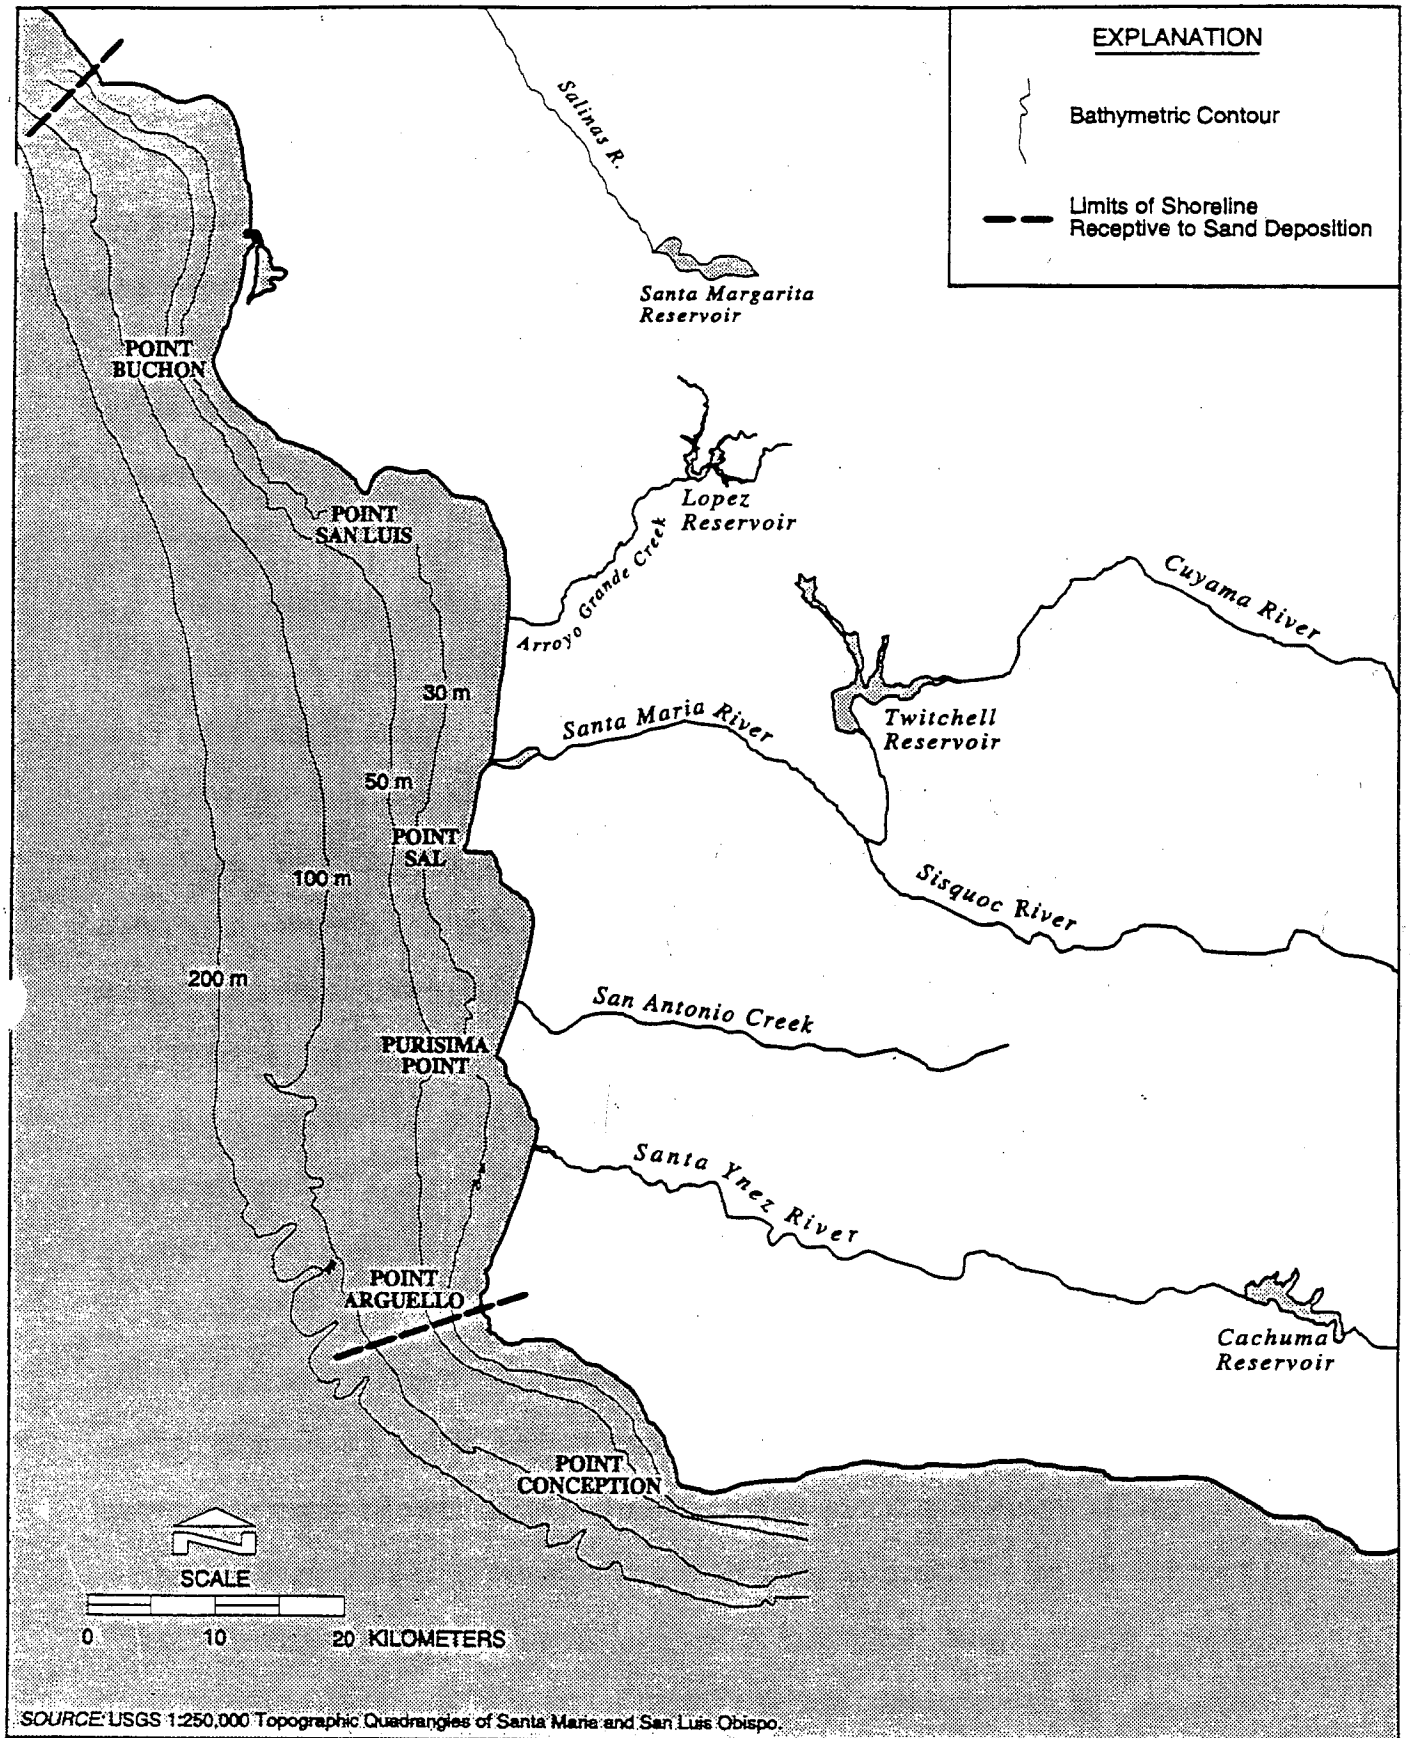 EXPLANATION
Bathymetric Contour
Limits of Shoreline
Receptive to Sand Deposition
Salinas R.
Santa Margarita
Reservoir
POINT
BUCHON
Lopez
Reservoir
POINT
SAN LUIS
Arroyo Grande Creek
Cuyama River
30 m
Santa Maria River
Twitchell
Reservoir
50 m
POINT
SAL
100 m
Sisquoc River
200 m
San Antonio Creek
PURISIMA
POINT
Santa Ynez River
POINT
ARGUELLO
Cachuma
Reservoir
POINT
CONCEPTION
N
SCALE
0 10 20 KILOMETERS
SOURCE: USGS 1:250,000 Topographic Quadrangles of Santa Maria and San Luis Obispo.